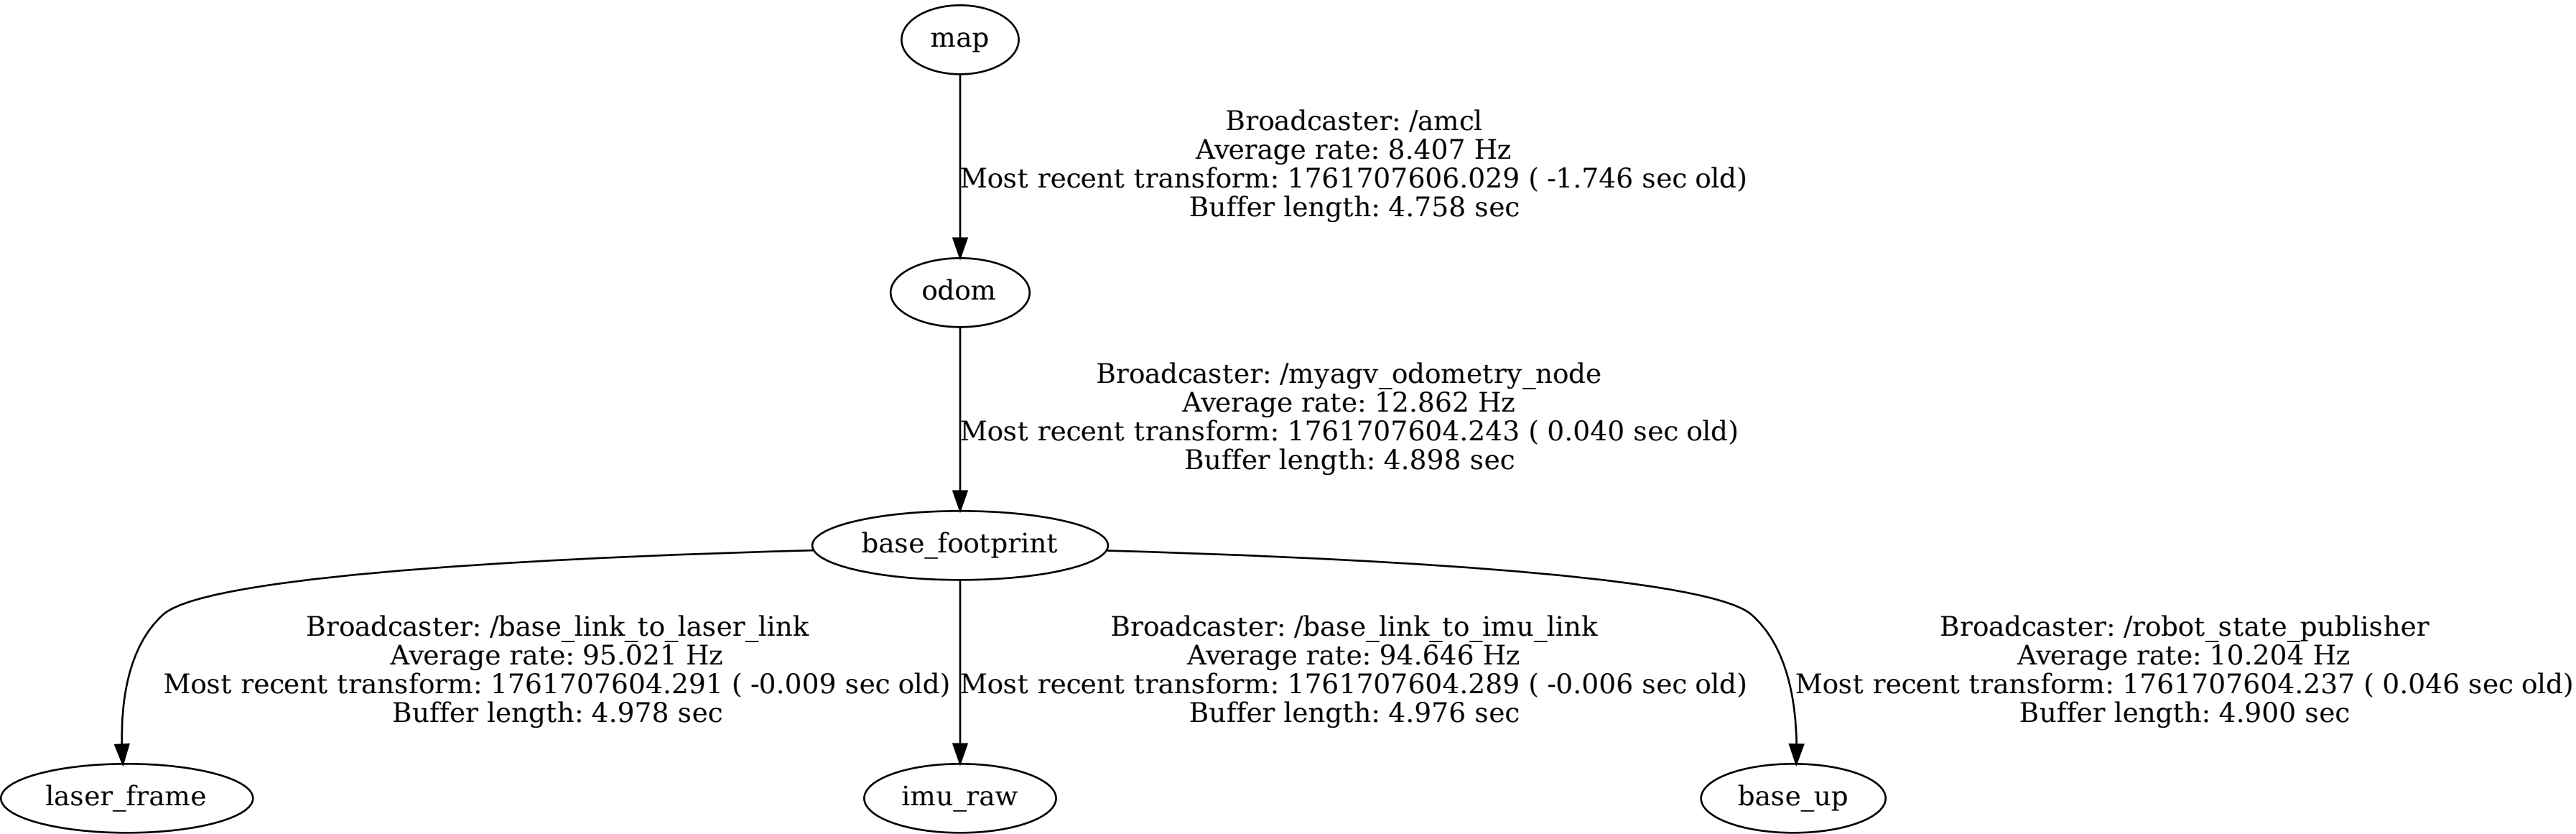 map
Broadcaster: /amcl
Average rate: 8.407 Hz
Most recent transform: 1761707606.029 ( -1.746 sec old)
Buffer length: 4.758 sec
odom
Broadcaster: /myagv_odometry_node
Average rate: 12.862 Hz
Most recent transform: 1761707604.243 ( 0.040 sec old)
Buffer length: 4.898 sec
base_footprint
Broadcaster: /base_link_to_laser_link
Average rate: 95.021 Hz
Most recent transform: 1761707604.291 ( -0.009 sec old)
Buffer length: 4.978 sec
Broadcaster: /base_link_to_imu_link
Average rate: 94.646 Hz
Most recent transform: 1761707604.289 ( -0.006 sec old)
Buffer length: 4.976 sec
Broadcaster: /robot_state_publisher
Average rate: 10.204 Hz
Most recent transform: 1761707604.237 ( 0.046 sec old)
Buffer length: 4.900 sec
laser_frame
imu_raw
base_up